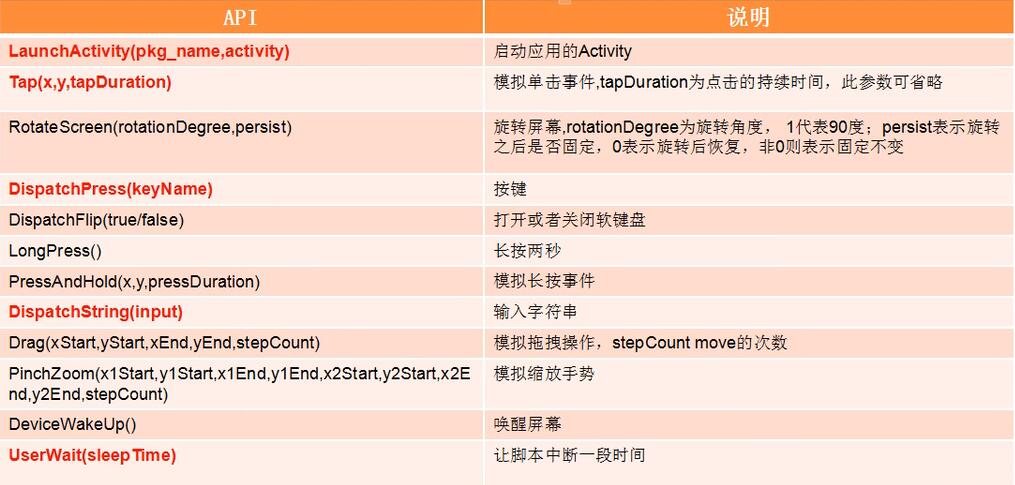 API
说明
LaunchActivity(pkg_name,activity)
启动应用的Activity
Tap(x,y,tapDuration)
模拟单击事件,tapDuration为点击的持续时间，此参数可省略
RotateScreen(rotationDegree,persist)
旋转屏幕,rotationDegree为旋转角度， 1代表90度；persist表示旋转
之后是否固定，0表示旋转后恢复，非0则表示固定不变
DispatchPress(keyName)
按键
DispatchFlip(true/false)
打开或者关闭软键盘
LongPress()
长按两秒
PressAndHold(x,y,pressDuration)
模拟长按事件
DispatchString(input)
输入字符串
Drag(xStart,yStart,xEnd,yEnd,stepCount)
模拟拖拽操作，stepCount move的次数
PinchZoom(x1Start,y1Start,x1End,y1End,x2Start,y2Start,x2E
nd,y2End,stepCount)
模拟缩放手势
DeviceWakeUp()
唤醒屏幕
UserWait(sleepTime)
让脚本中断一段时间